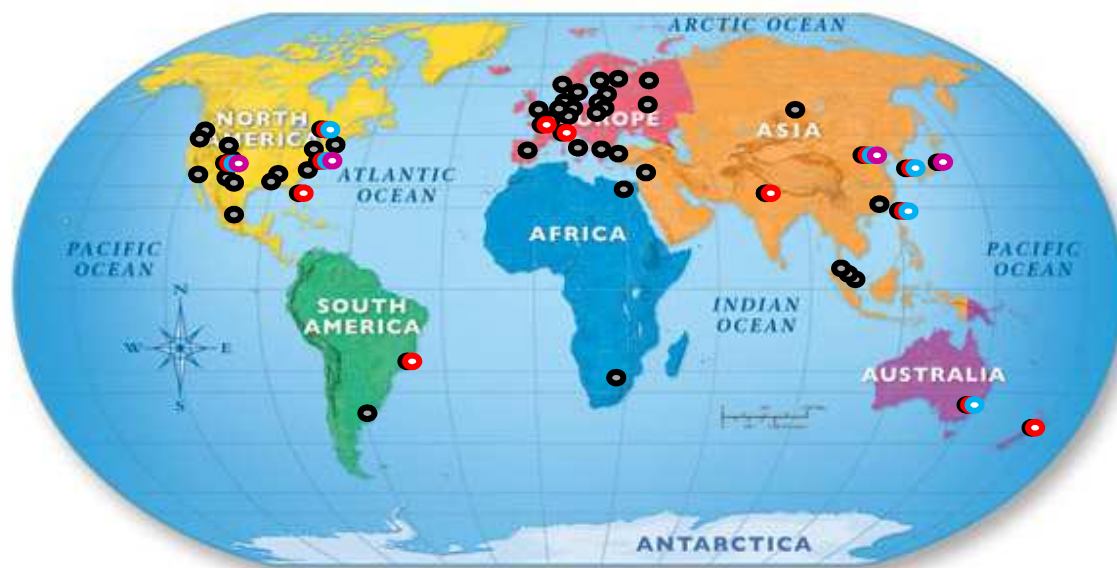 ARCTIC OCEAN
NORTH
AMERICA
EUROPE
ASIA
ATLANTIC
OCEAN
AFRICA
PACIFIC
OCEAN
PACIFIC
OCEAN
INDIAN
OCEAN
SOUTH
AMERICA
N
W
E
S
AUSTRALIA
ANTARCTICA